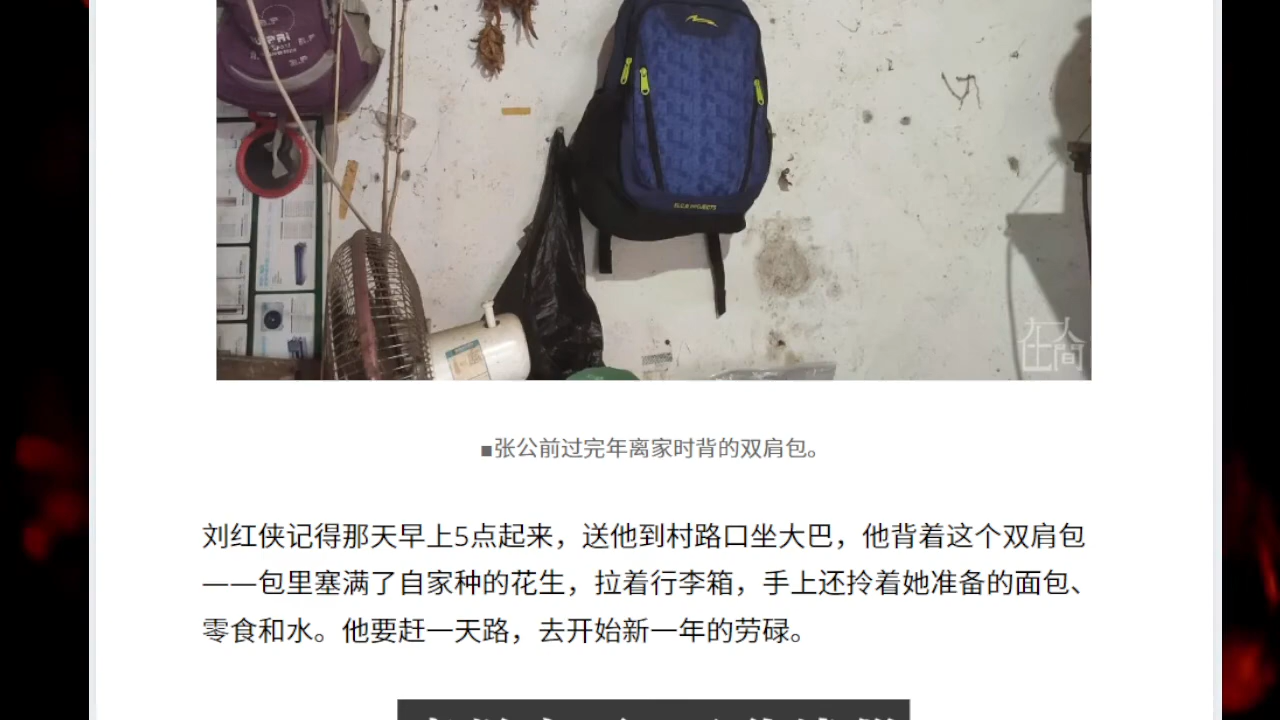 在人间
■张公前过完年离家时背的双肩包。
刘红侠记得那天早上5点起来，送他到村路口坐大巴，他背着这个双肩包
——包里塞满了自家种的花生，拉着行李箱，手上还拎着她准备的面包、
零食和水。他要赶一天路，去开始新一年的劳碌。